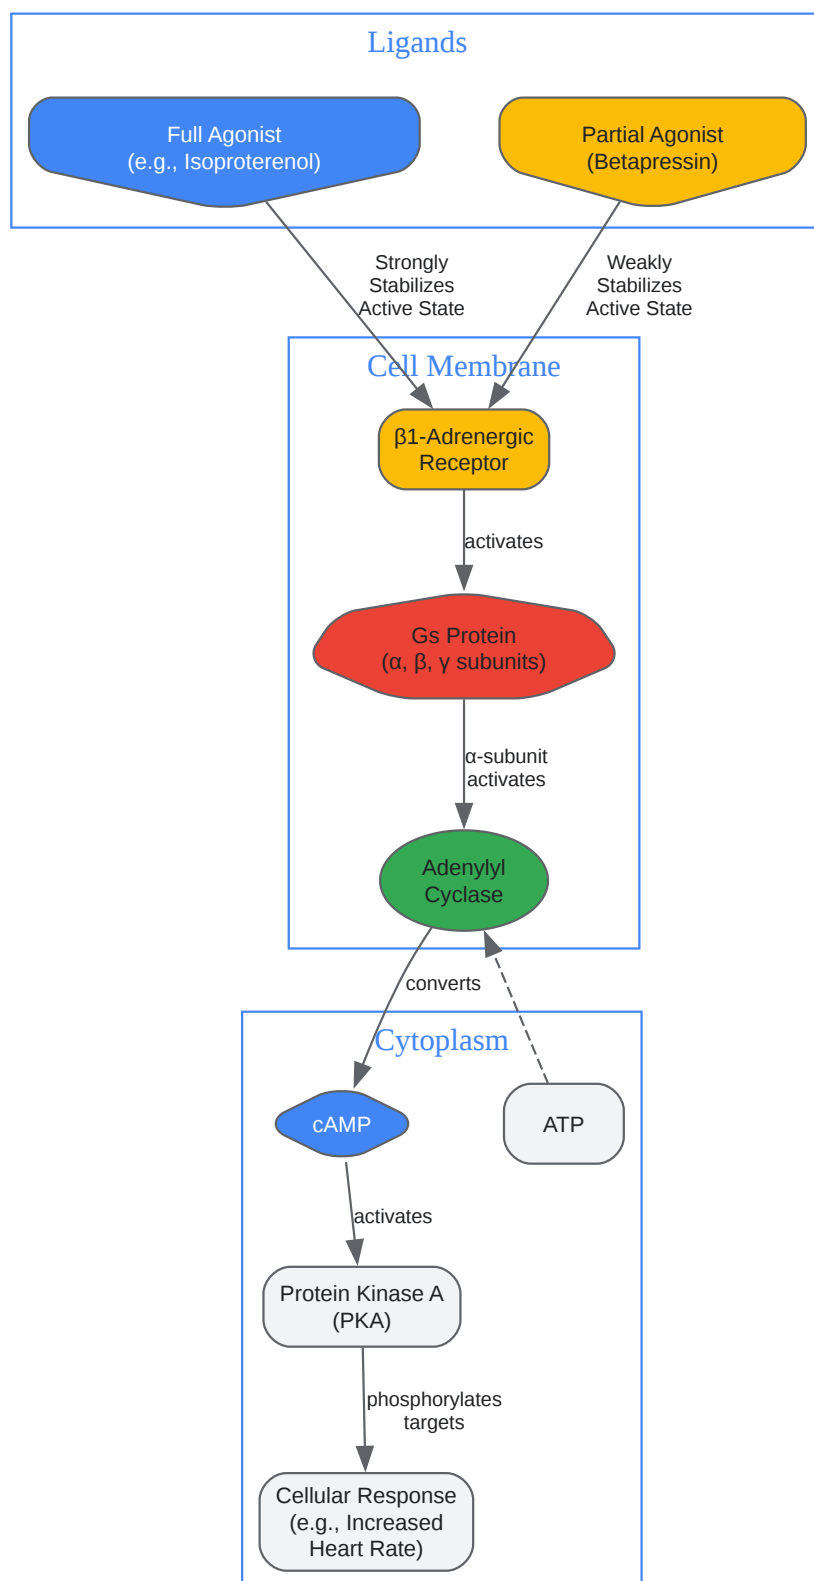 Ligands
Full Agonist
(e.g., Isoproterenol)
Partial Agonist
(Betapressin)
Strongly
Stabilizes
Active State
Weakly
Stabilizes
Active State
Cell Membrane
β1-Adrenergic
Receptor
activates
Gs Protein
(α, β, γ subunits)
α-subunit
activates
Adenylyl
Cyclase
converts
Cytoplasm
cAMP
ATP
activates
Protein Kinase A
(PKA)
phosphorylates
targets
Cellular Response
(e.g., Increased
Heart Rate)